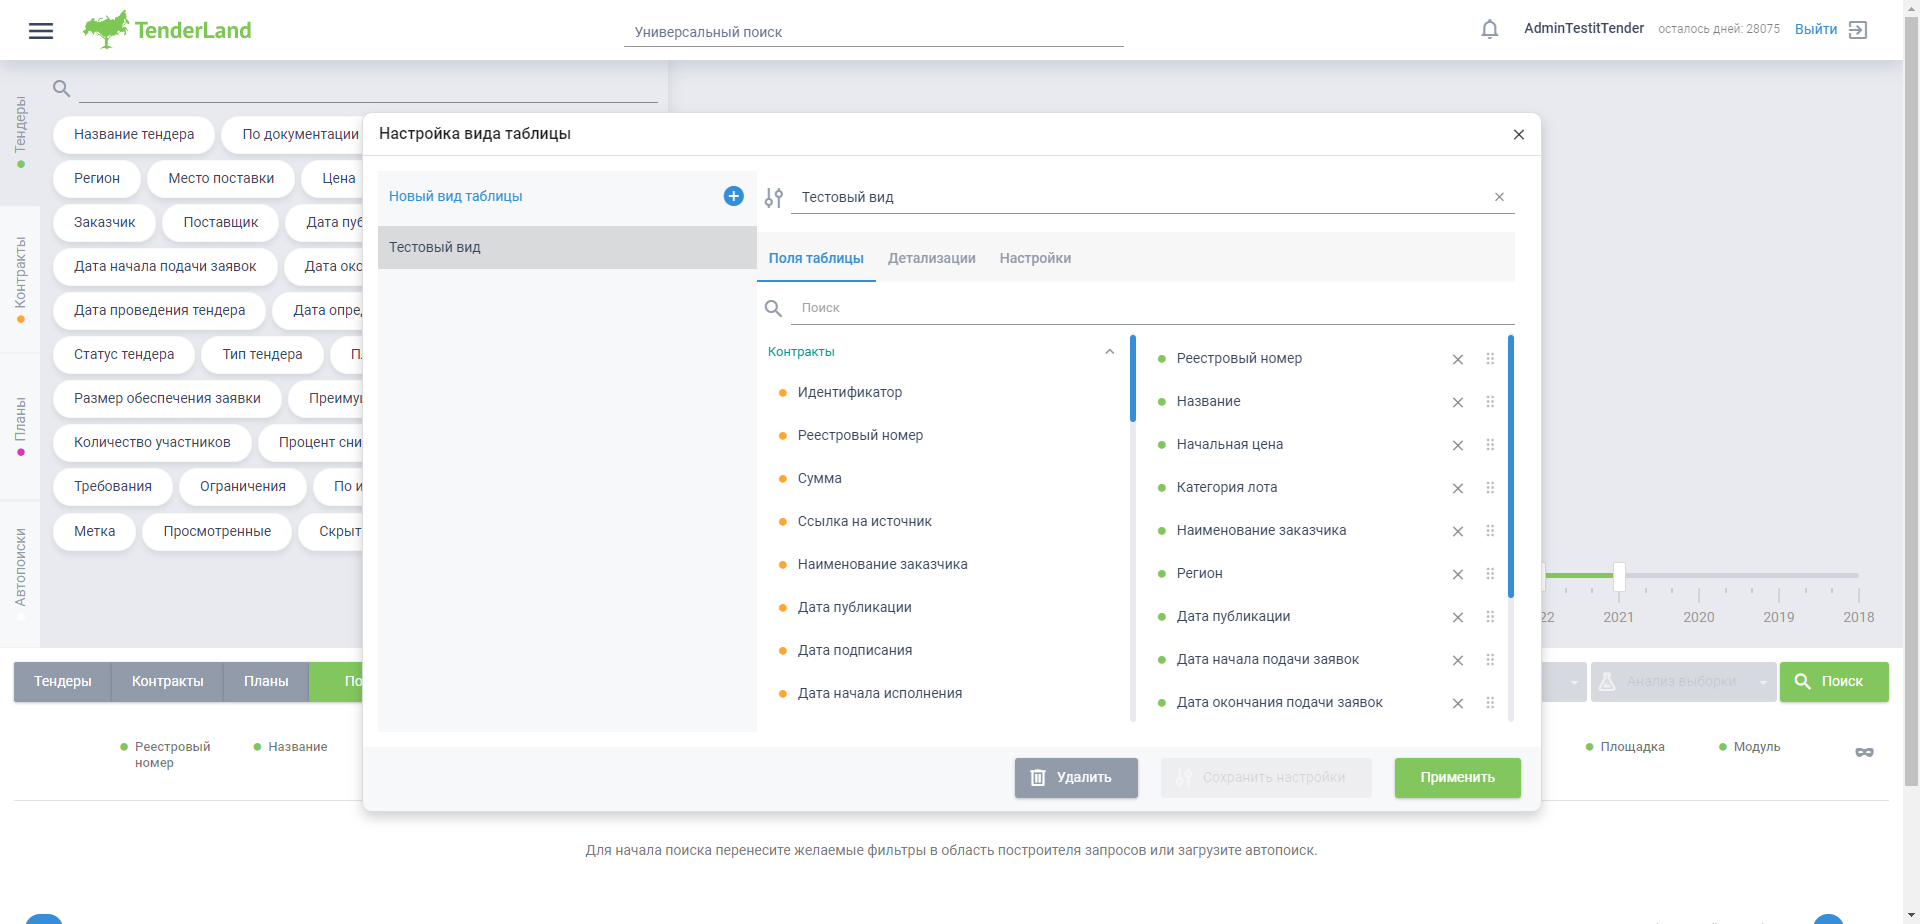 TenderLand
Универсальный поиск
AdminTestitTender
осталось дней: 28075
Выйти
Тендеры
Контракты
Планы
Автопоиски
Название тендера
По документации
Регион
Место поставки
Цена
Заказчик
Поставщик
Дата пуб
Дата начала подачи заявок
Дата око
Дата проведения тендера
Дата опре
Статус тендера
Тип тендера
Размер обеспечения заявки
Преиму
Количество участников
Процент сни
Требования
Ограничения
По и
Метка
Просмотренные
Скрыт
Настройка вида таблицы
Новый вид таблицы
Тестовый вид
Тестовый вид
Поля таблицы
Детализации
Настройки
Поиск
Контракты
Идентификатор
Реестровый номер
Сумма
Ссылка на источник
Наименование заказчика
Дата публикации
Дата подписания
Дата начала исполнения
Реестровый номер
Название
Начальная цена
Категория лота
Наименование заказчика
Регион
Дата публикации
Дата начала подачи заявок
Дата окончания подачи заявок
Удалить
Сохранить настройки
Применить
22
2021
2020
2019
2018
Тендеры
Контракты
Планы
По
Анализ выборки
Поиск
Реестровый
номер
Название
Площадка
Модуль
Для начала поиска перенесите желаемые фильтры в область построителя запросов или загрузите автопоиск.